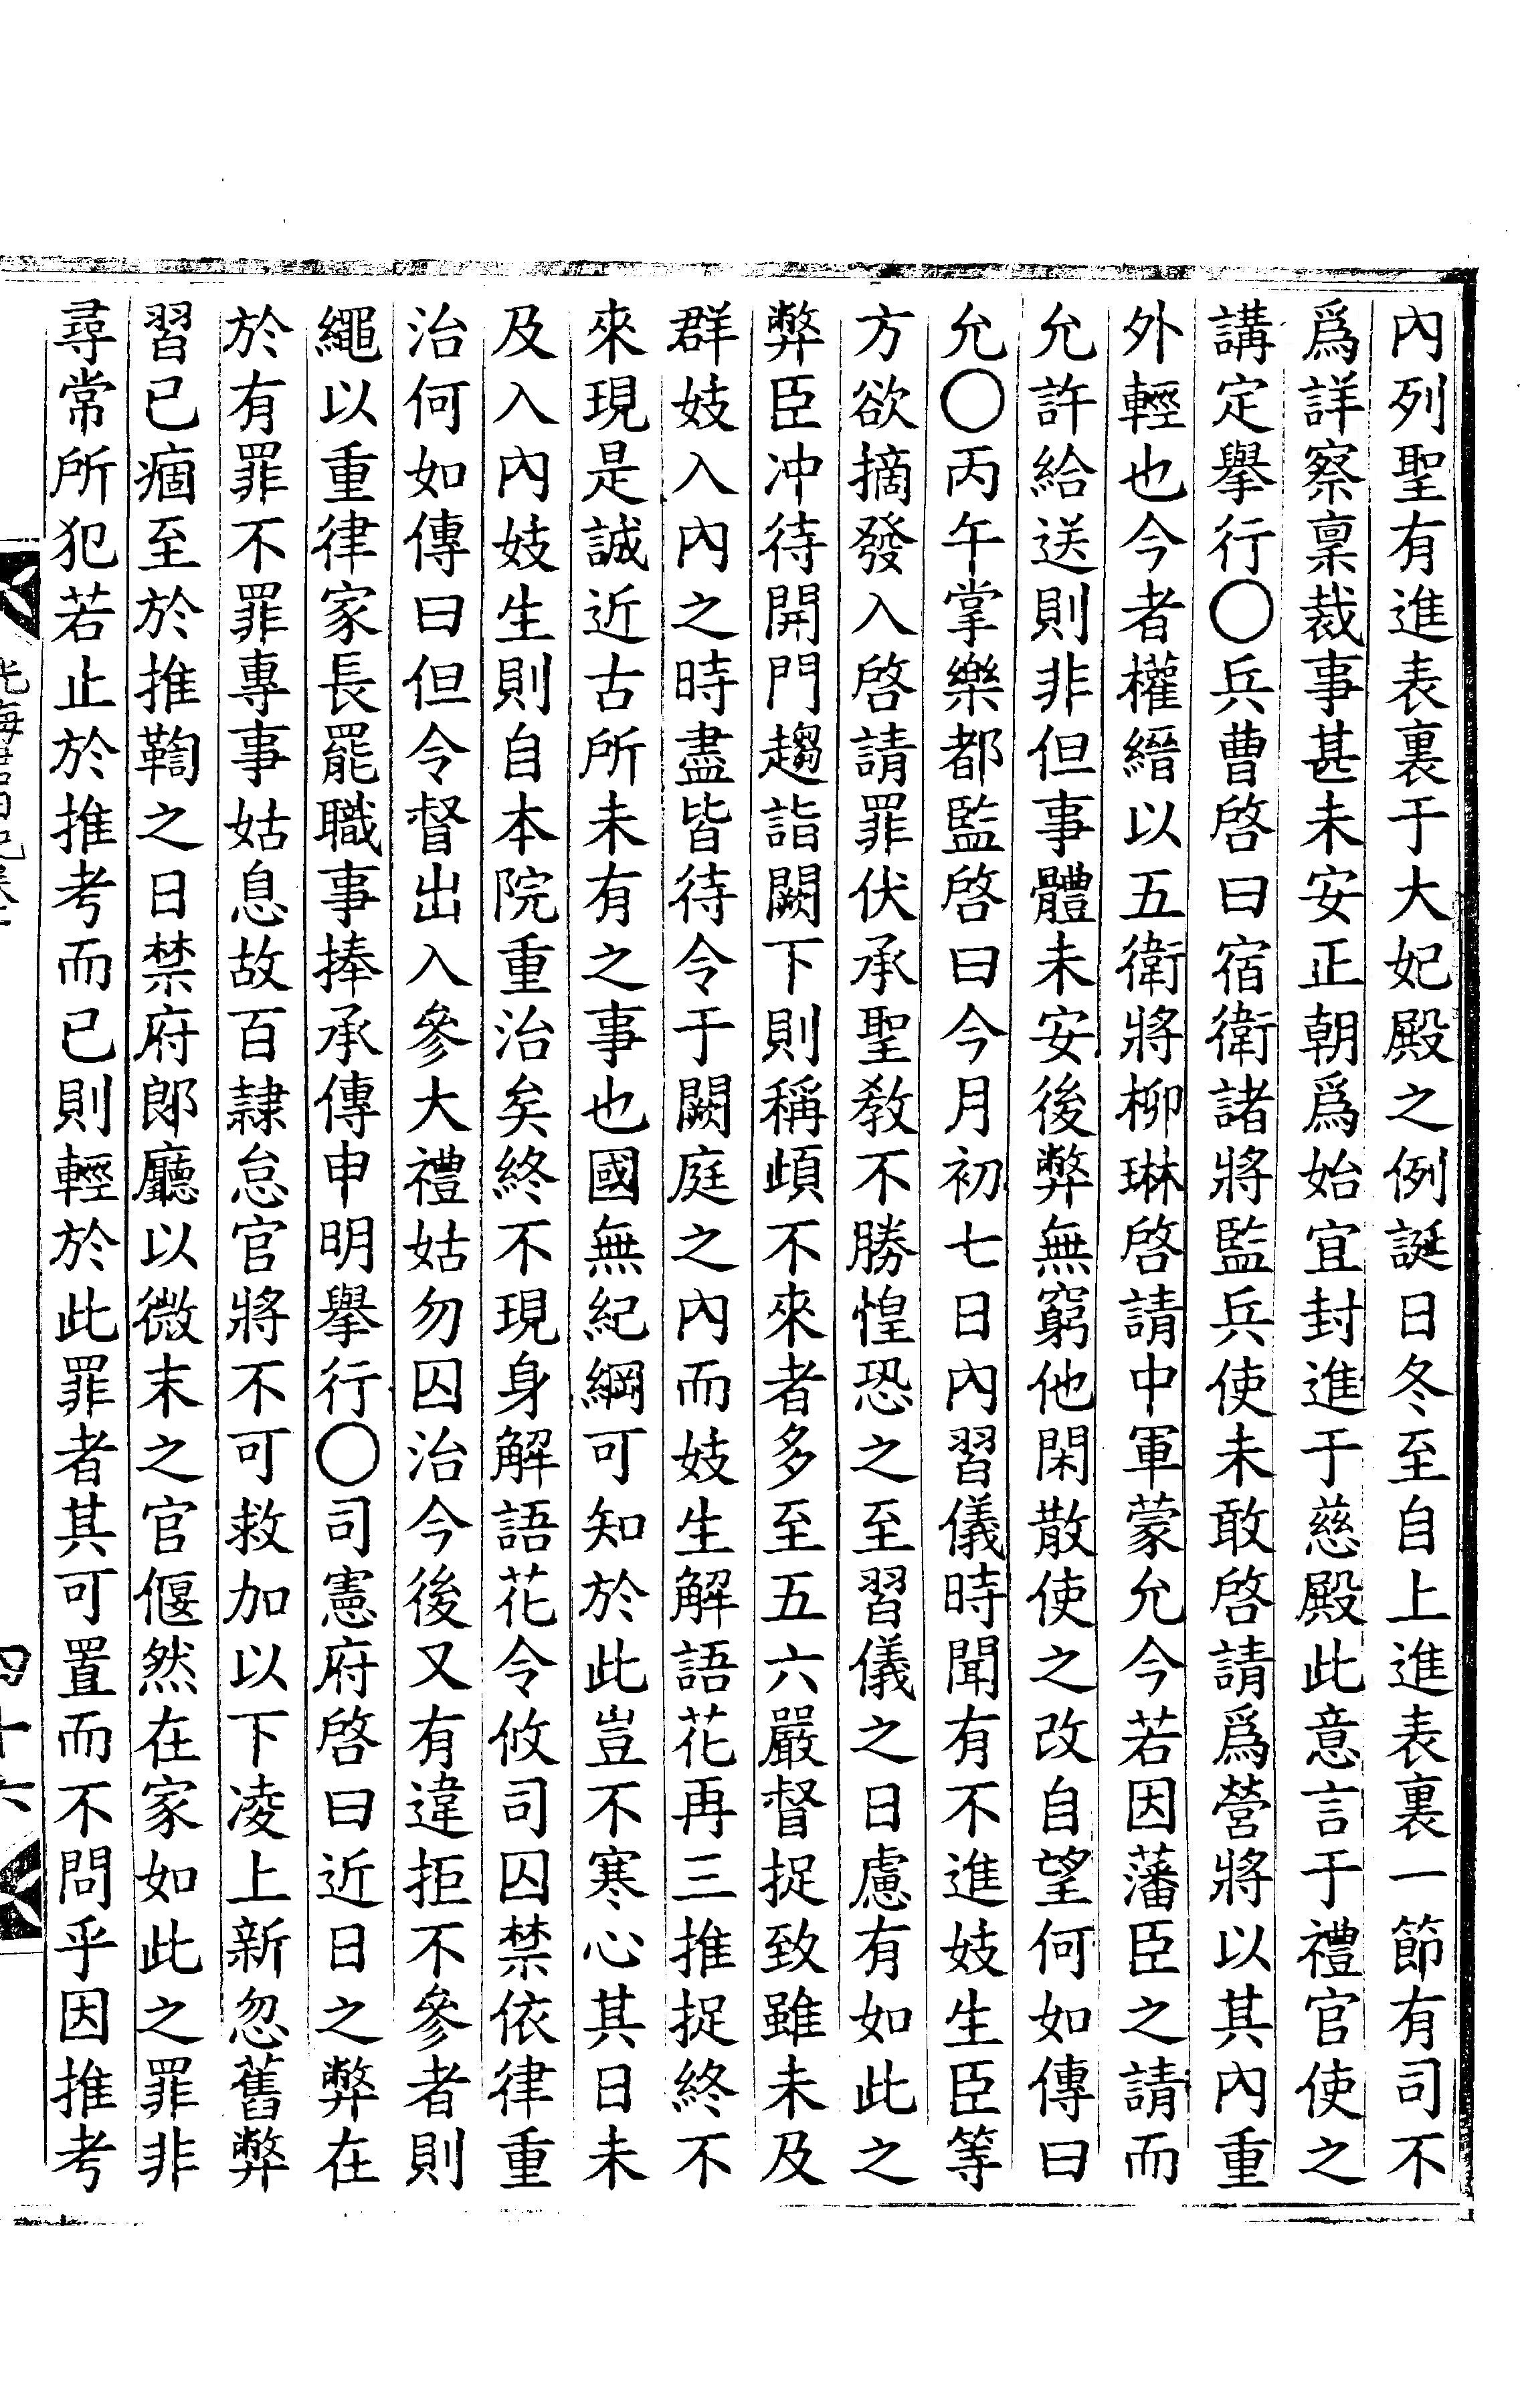 內列聖有進表裏于大妃殿之例誕日冬至自上進表裏一節有司不
爲詳察稟裁事甚未安正朝爲始宜封進于慈殿此意言于禮官使之
講定擧行〇兵曹啓曰宿衛諸將監兵使未敢啓請爲營將以其內重
外輕也今者權縉以五衛將柳琳啓請中軍蒙允今若因藩臣之請而
允許給送則非但事體未安後弊無窮他閑散使之改自望何如傳曰
允〇丙午掌樂都監啓曰今月初七日內習儀時聞有不進妓生臣等
方欲摘發入啓請罪伏承聖敎不勝惶恐之至習儀之日慮有如此之
弊臣冲待開門趨詣闕下則稱頉不來者多至五六嚴督捉致雖未及
群妓入內之時盡皆待令于闕庭之內而妓生解語花再三推捉終不
來現是誠近古所未有之事也國無紀綱可知於此豈不寒心其日未
及入內妓生則自本院重治矣終不現身解語花令攸司囚禁依律重
治何如傳曰但令督出入參大禮姑勿囚治今後又有違拒不參者則
繩以重律家長罷職事捧承傳申明擧行〇司憲府啓曰近日之弊在
於有罪不罪專事姑息故百隷怠官將不可救加以下凌上新忽舊弊
習已痼至於推鞫之日禁府郎廳以微末之官偃然在家如此之罪非
尋常所犯若止於推考而已則輕於此罪者其可置而不問乎因推考
四十六